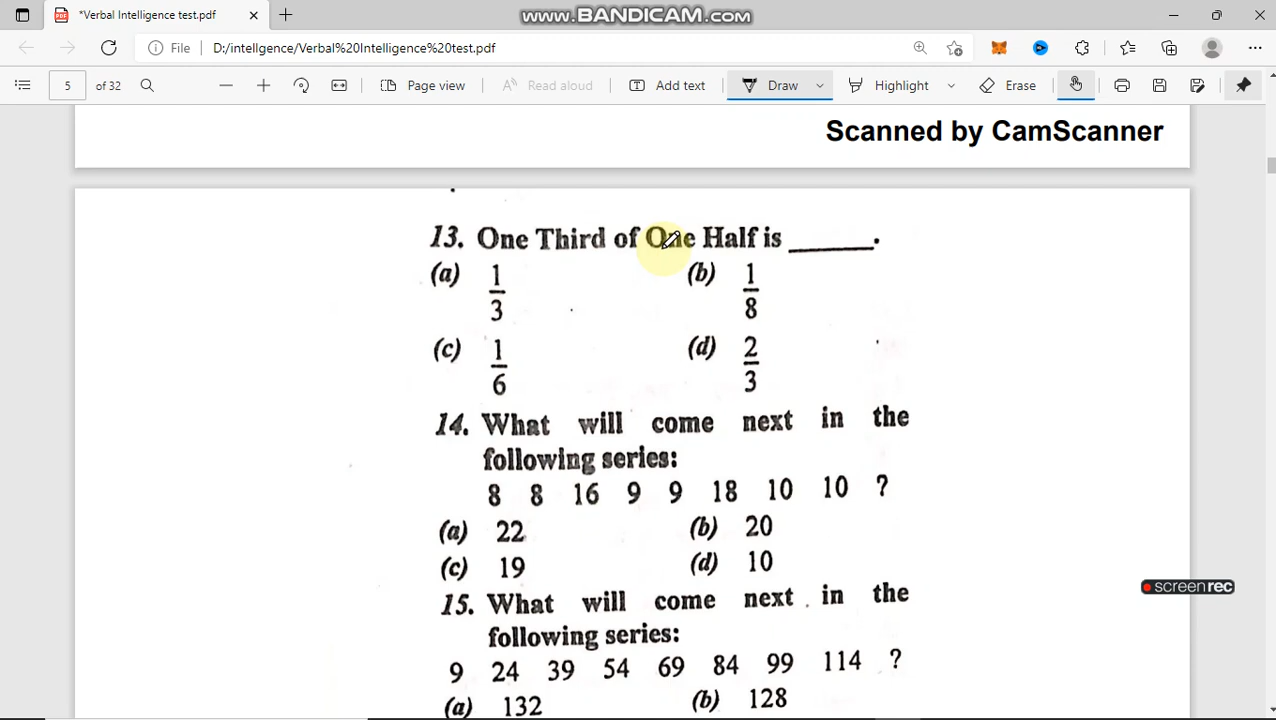 www.BANDICAM.com
*Verbal Intelligence test.pdf
File D:/intelgence/Verbal%20Intelligence%20test.pdf
5 of 32 Page view Read aloud Add text Draw Highlight Erase
Scanned by CamScanner
13. One Third of One Half is ______.
(a) 1/3 (b) 1/8
(c) 1/6 (d) 2/3
14. What will come next in the
following series:
8 8 16 9 9 18 10 10 ?
(a) 22 (b) 20
(c) 19 (d) 10
15. What will come next in the
following series:
9 24 39 54 69 84 99 114 ?
(a) 132 (b) 128
screenrec